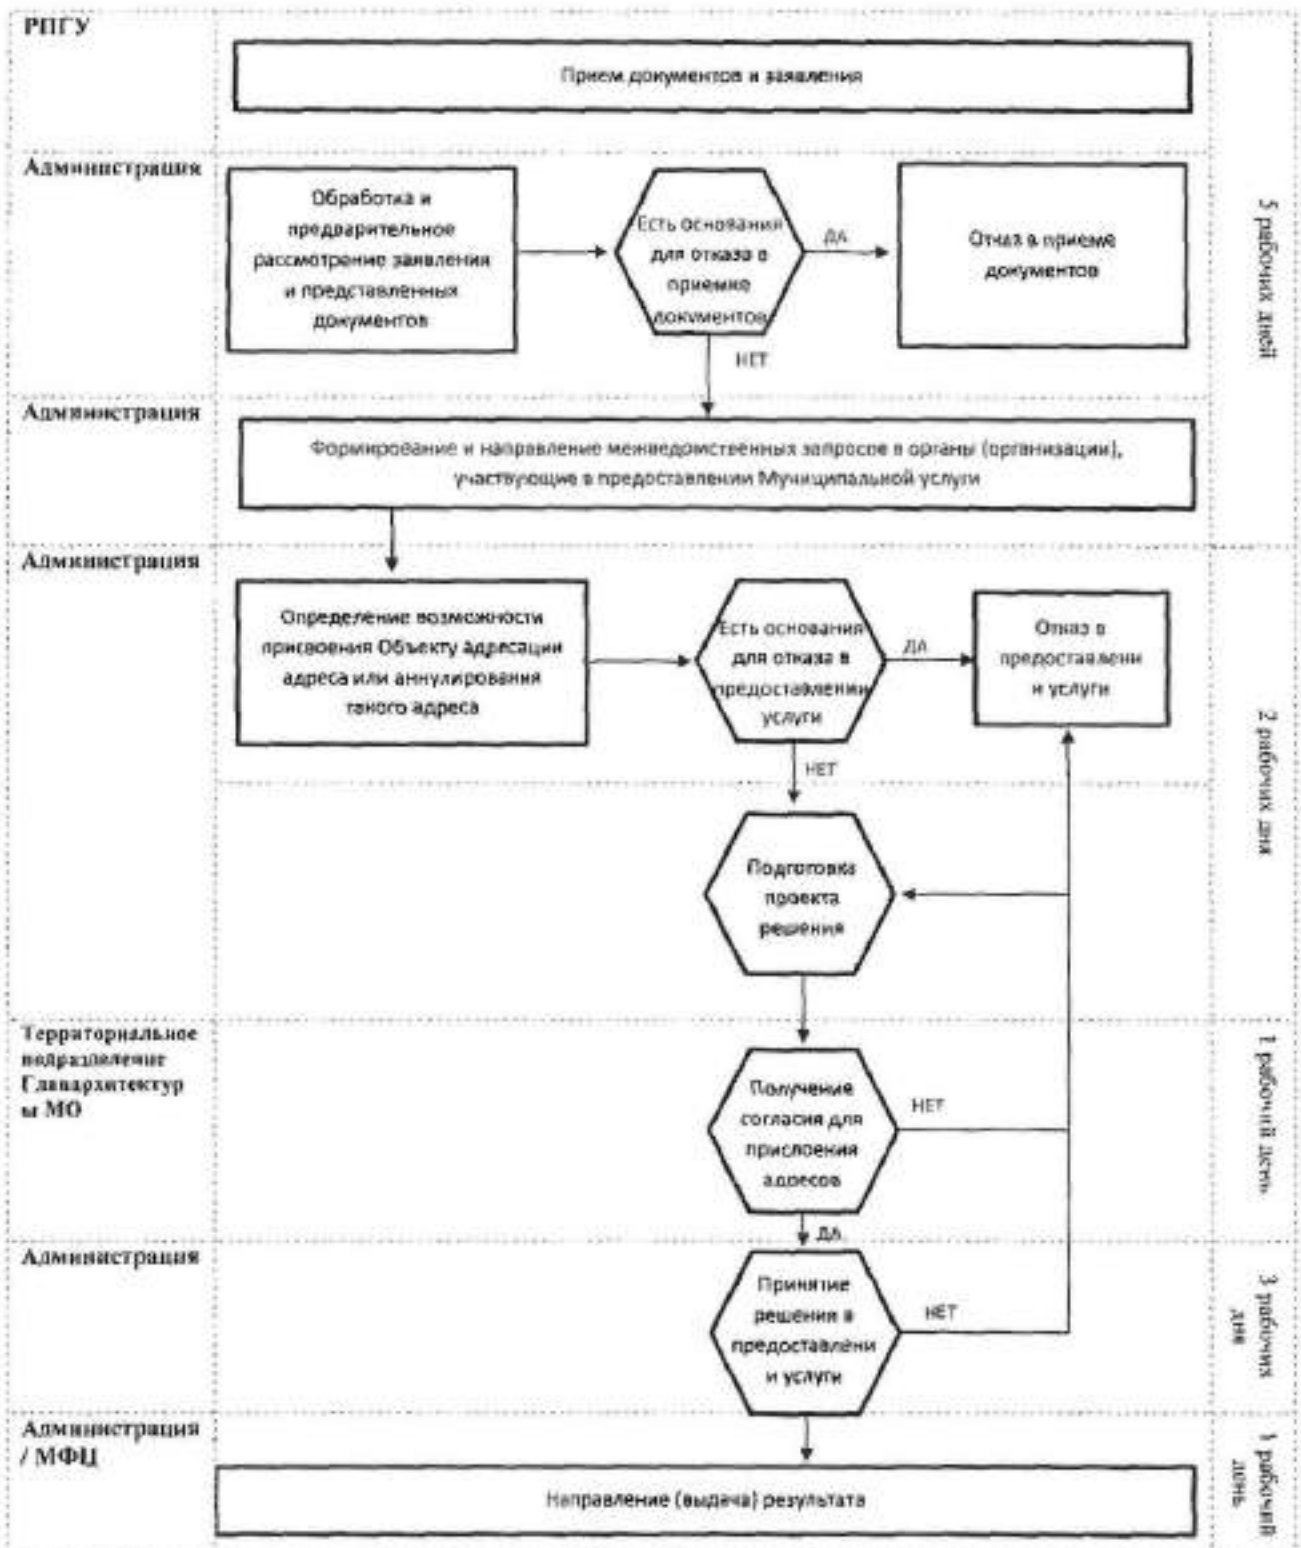 РПГУ
Прием документов и заявления
Администрация
Обработка и
предварительное
рассмотрение заявления
и представленных
документов
Есть основания
для отказа в
приемке
документов
ДА
Отказ в приеме
документов
НЕТ
5 рабочих дней
Администрация
Формирование и направление межведомственных запросов в органы (организации),
участвующие в предоставлении Муниципальной услуги
Администрация
Определение возможности
присвоения Объекту адресации
адреса или аннулирования
такого адреса
Есть основания
для отказа в
предоставлении
услуги
ДА
Отказ в
предоставлени
и услуги
НЕТ
2 рабочих дня
Подготовка
проекта
решения
Территориальное
подразделение
Главархитектур
ы МО
Получение
согласия для
присвоения
адресов
НЕТ
1 рабочий день
ДА
Администрация
Принятие
решения в
предоставлени
и услуги
НЕТ
3 рабочих
дня
Администрация
/ МФЦ
Направление (выдача) результата
1 рабочий
день